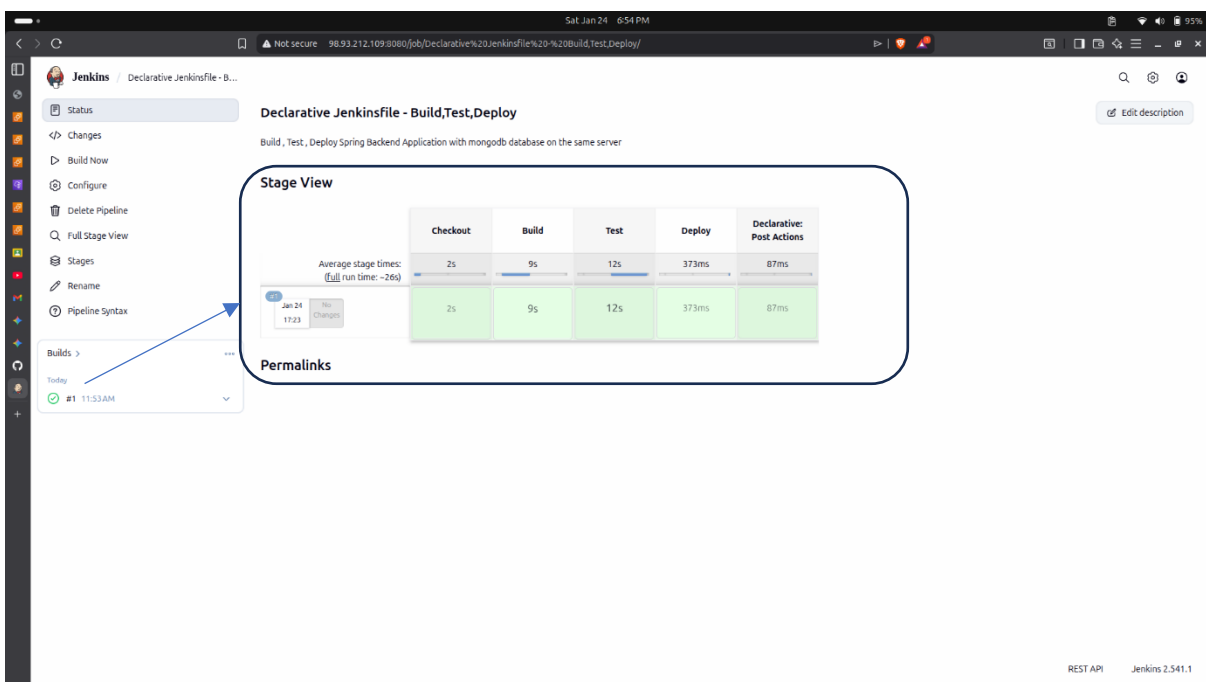 Sat Jan 24 6:54 PM
95%
Not secure 98.93.212.109:8080/job/Declarative%20Jenkinsfile%20-%20Build,Test,Deploy/
Jenkins / Declarative Jenkinsfile - B...
Status
Changes
Build Now
Configure
Delete Pipeline
Full Stage View
Stages
Rename
Pipeline Syntax
Builds >
Today
#1 11:53 AM
Declarative Jenkinsfile - Build,Test,Deploy
Edit description
Build , Test , Deploy Spring Backend Application with mongodb database on the same server
Stage View
Checkout Build Test Deploy Declarative: Post Actions
Average stage times: 2s 9s 12s 373ms 87ms
(full run time: ~26s)
#1
Jan 24 No
17:23 Changes
2s 9s 12s 373ms 87ms
Permalinks
REST API Jenkins 2.541.1